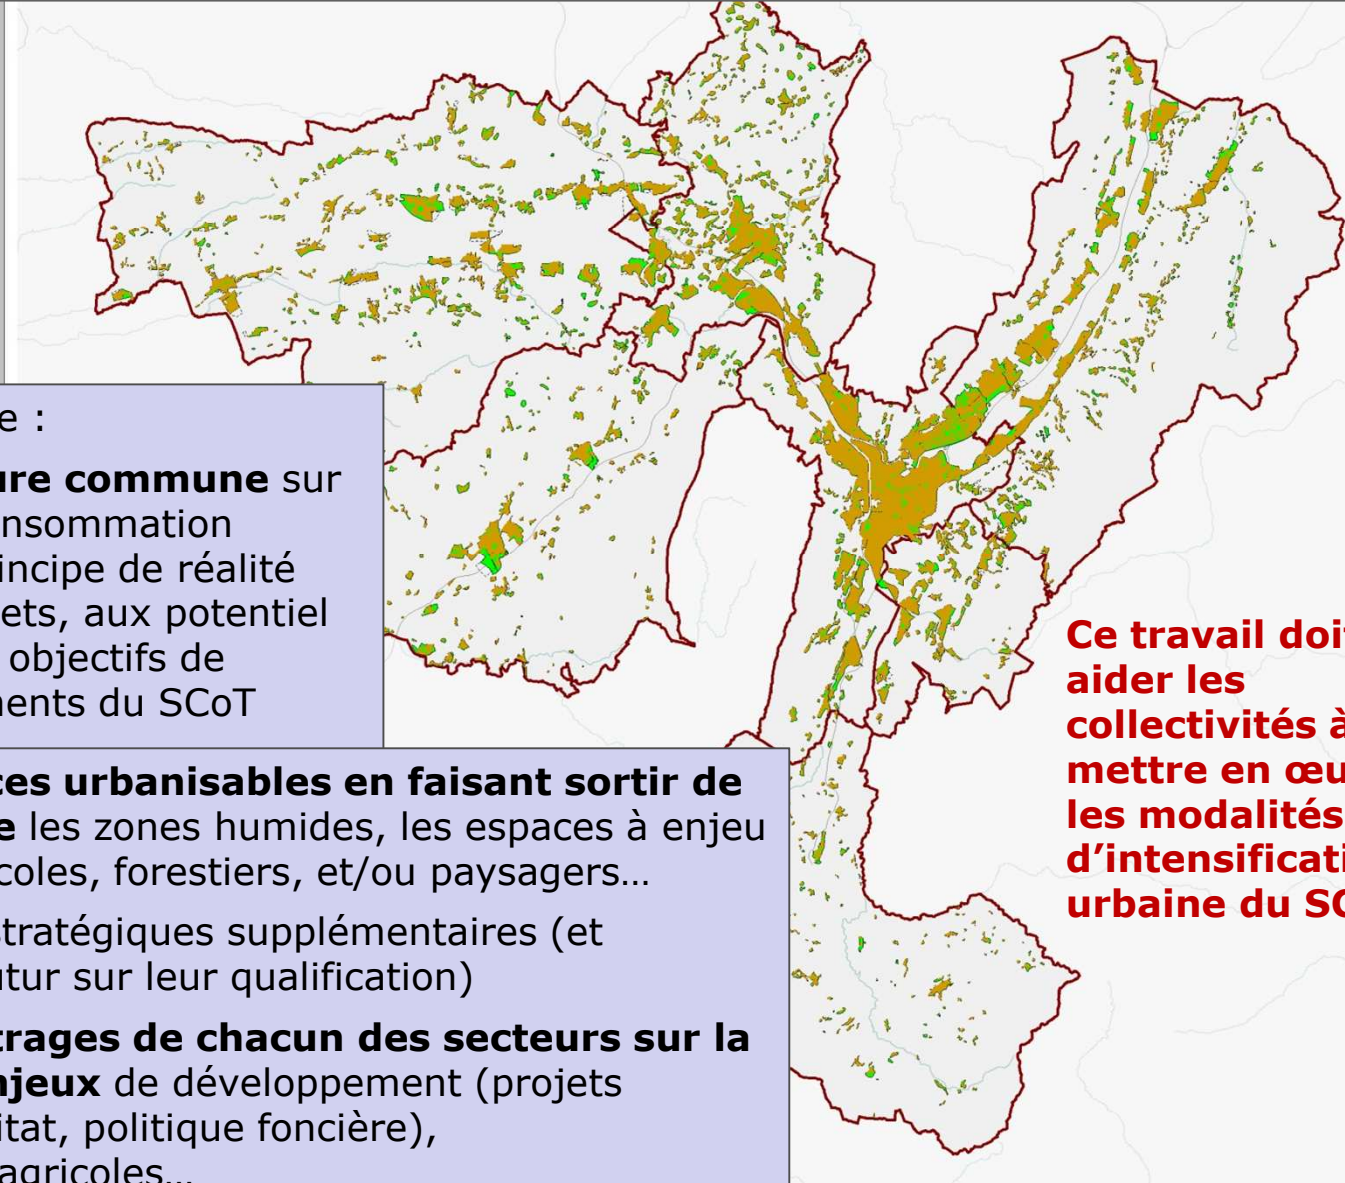 e :
ure commune sur
nsommation
incipe de réalité
ets, aux potentiel
objectifs de
nents du SCoT
ces urbanisables en faisant sortir de
e les zones humides, les espaces à enjeu
coles, forestiers, et/ou paysagers…
stratégiques supplémentaires (et
utur sur leur qualification)
trages de chacun des secteurs sur la
njeux de développement (projets
itat, politique foncière),
agricoles…
Ce travail doit
aider les
collectivités à
mettre en œu
les modalités
d’intensificati
urbaine du SC